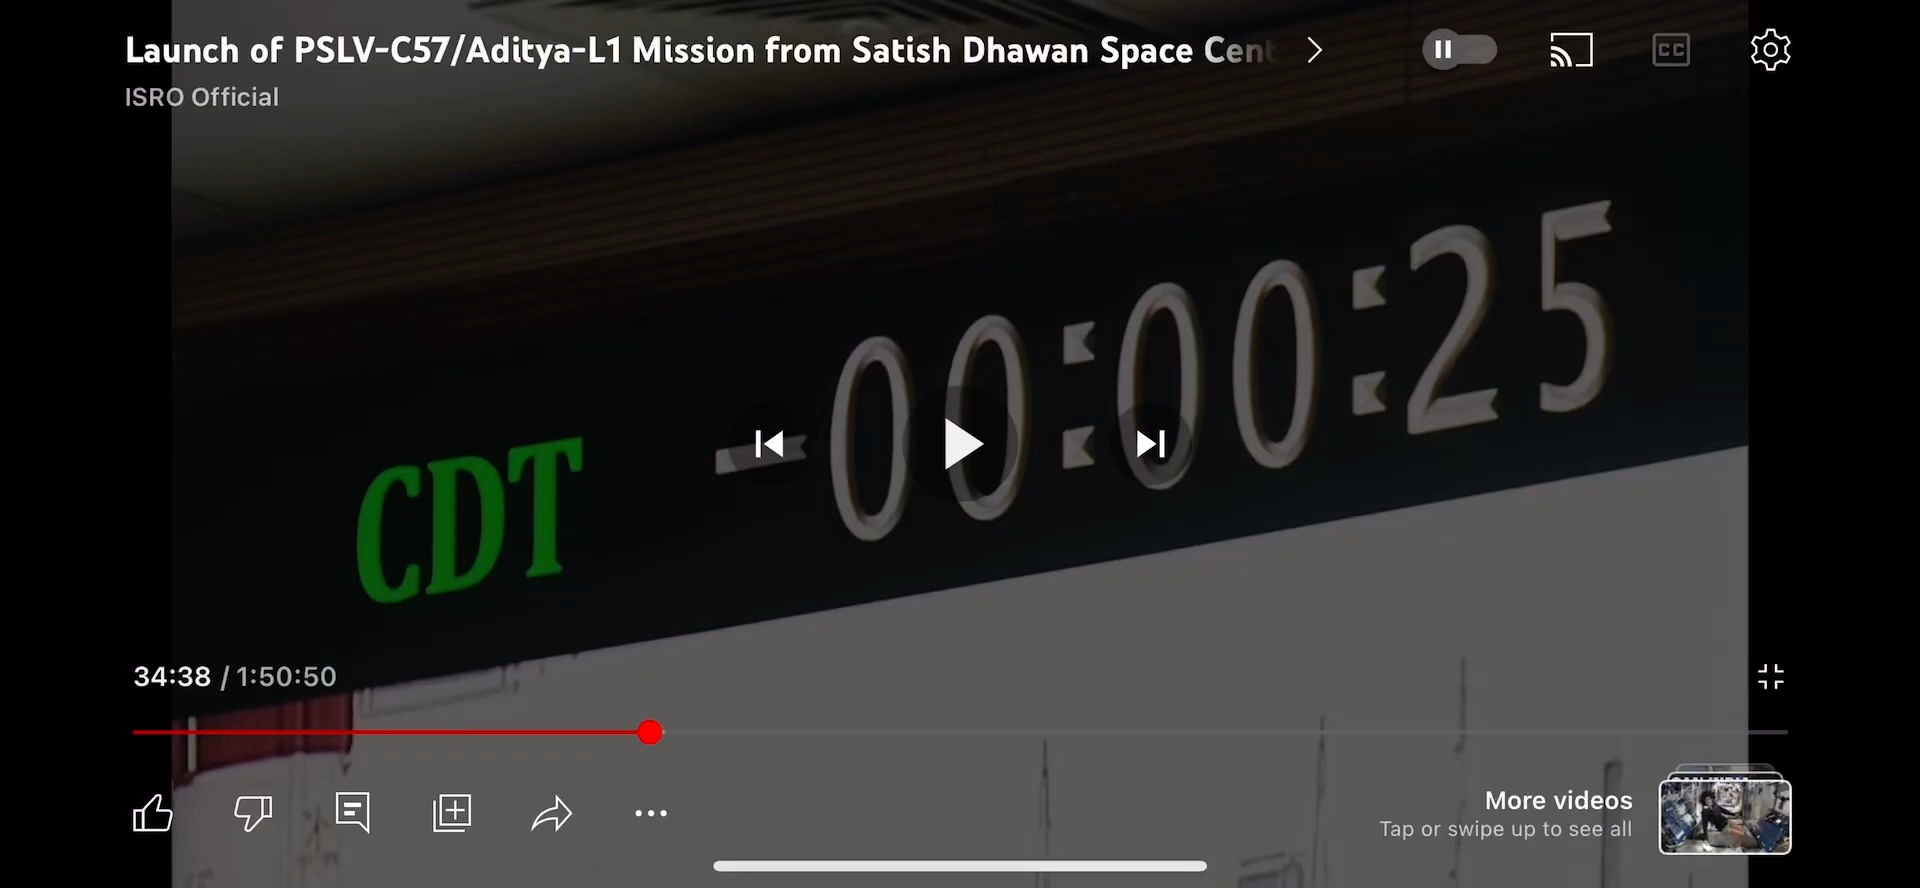 Launch of PSLV-C57/Aditya-L1 Mission from Satish Dhawan Space Cent
CC
ISRO Official
CDT -00:00:25
34:38 / 1:50:50
More videos
Tap or swipe up to see all